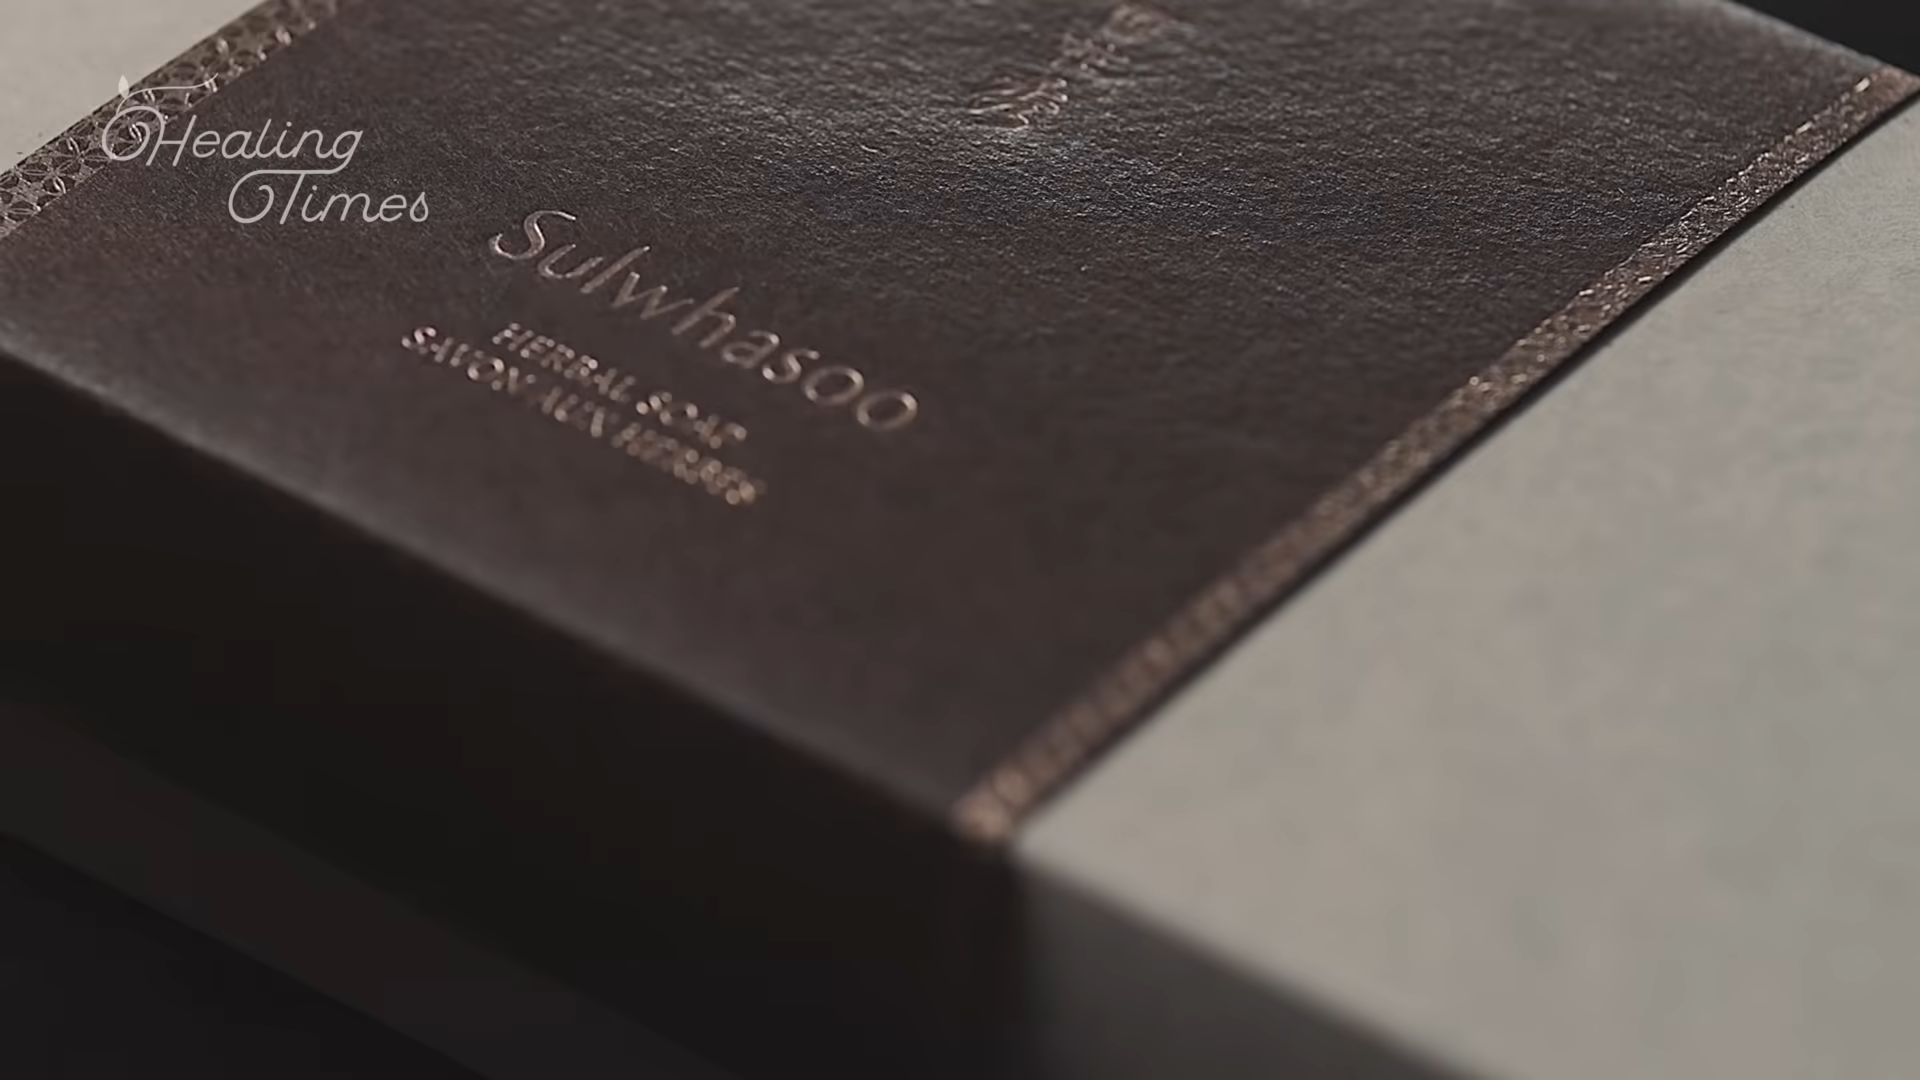 Healing
Times
Sulwhasoo
HERBAL SOAP
SAVON AUX HERBES